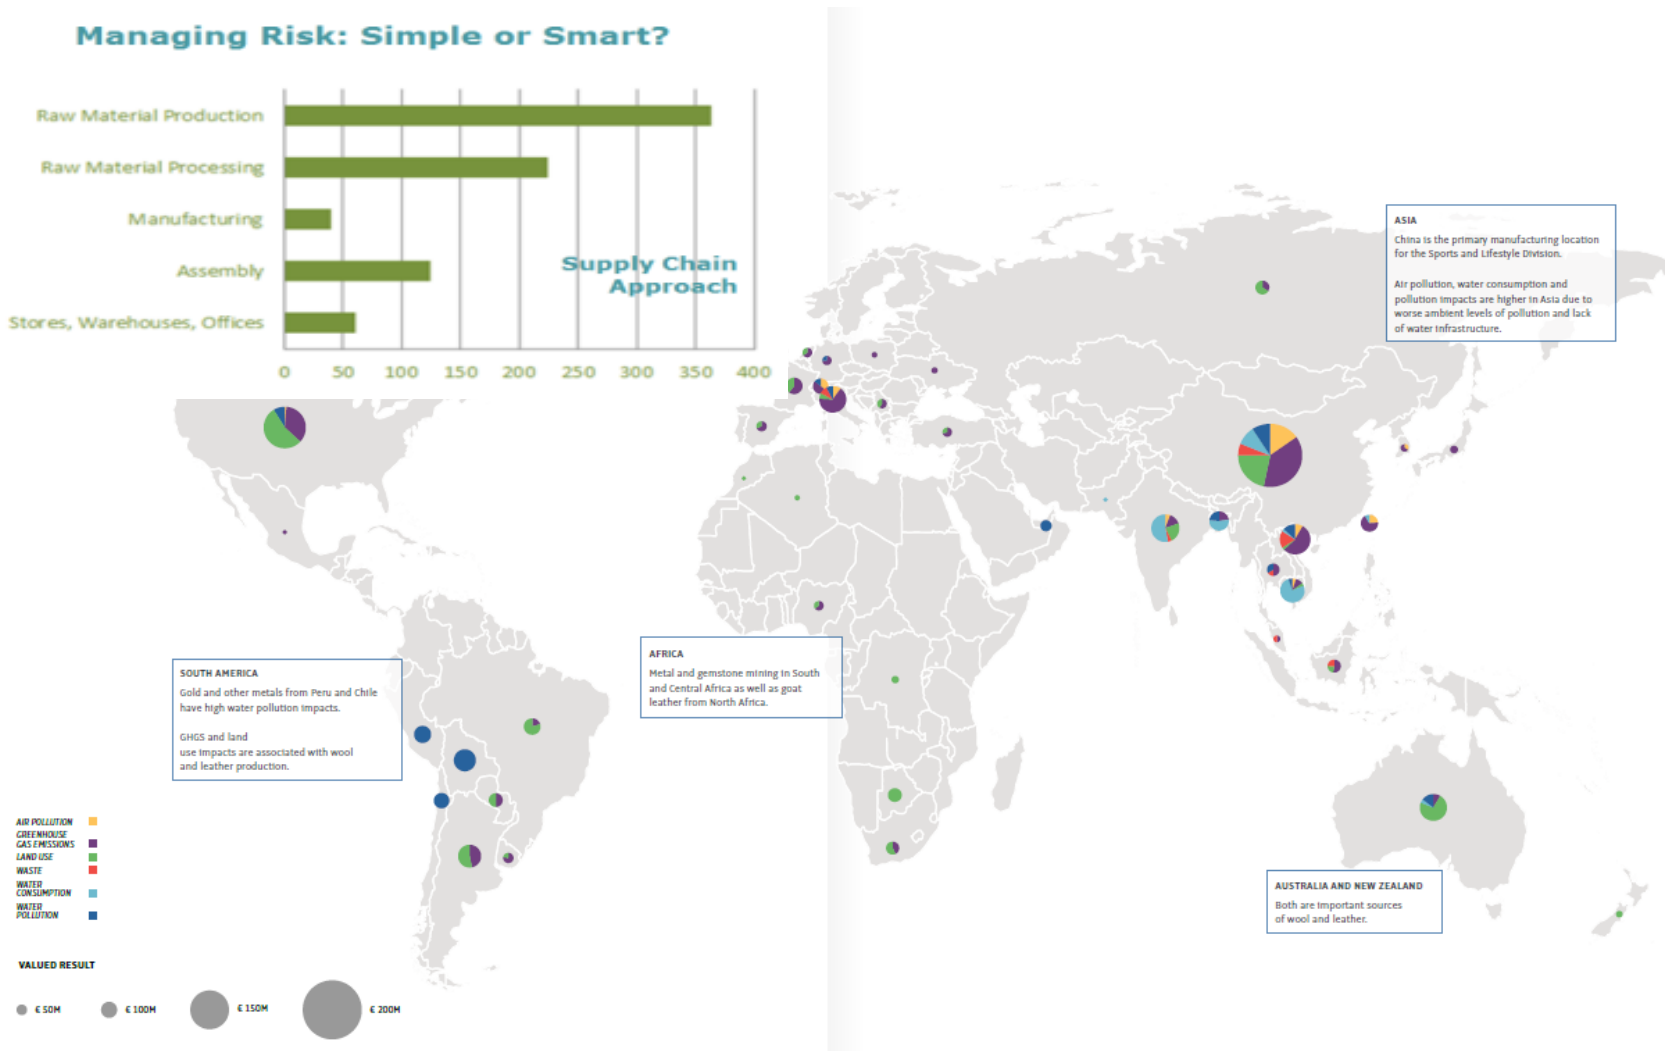 Managing Risk: Simple or Smart?
Raw Material Production
Raw Material Processing
Manufacturing
Assembly
Stores, Warehouses, Offices
Supply Chain
Approach
0 50 100 150 200 250 300 350 400
ASIA
China is the primary manufacturing location
for the Sports and Lifestyle Division.
Air pollution, water consumption and
pollution impacts are higher in Asia due to
worse ambient levels of pollution and lack
of water infrastructure.
AFRICA
Metal and gemstone mining in South
and Central Africa as well as goat
leather from North Africa.
SOUTH AMERICA
Gold and other metals from Peru and Chile
have high water pollution impacts.
GHGS and land
use impacts are associated with wool
and leather production.
AUSTRALIA AND NEW ZEALAND
Both are important sources
of wool and leather.
AIR POLLUTION
GREENHOUSE
GAS EMISSIONS
LAND USE
WASTE
WATER
CONSUMPTION
WATER
POLLUTION
VALUED RESULT
€ 50M
€ 100M
€ 150M
€ 200M